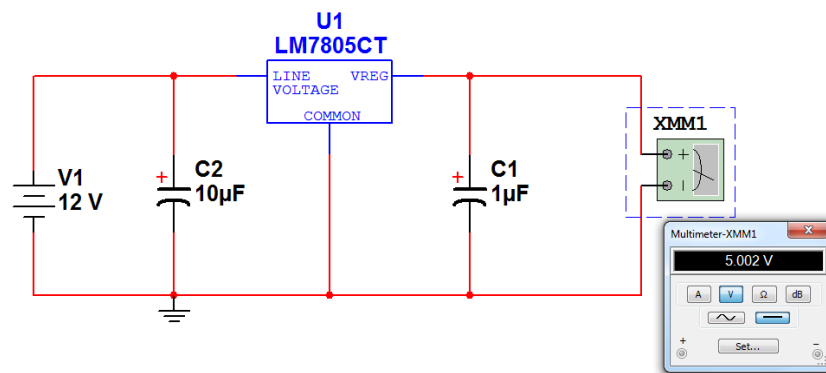 U1
LM7805CT
LINE VREG
VOLTAGE
COMMON
XMM1
+
V1
12 V
+
C2
10µF
+
C1
1µF
Multimeter-XMM1
5.002 V
A V Ω dB
Set...
+ −